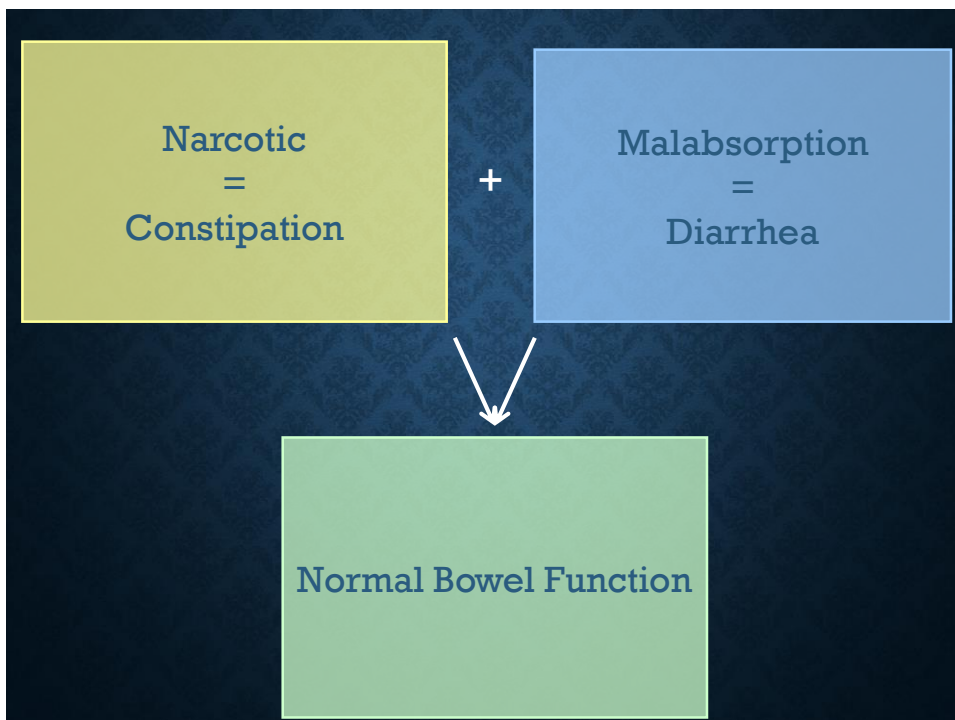 Narcotic
=
Constipation
+
Malabsorption
=
Diarrhea
Normal Bowel Function